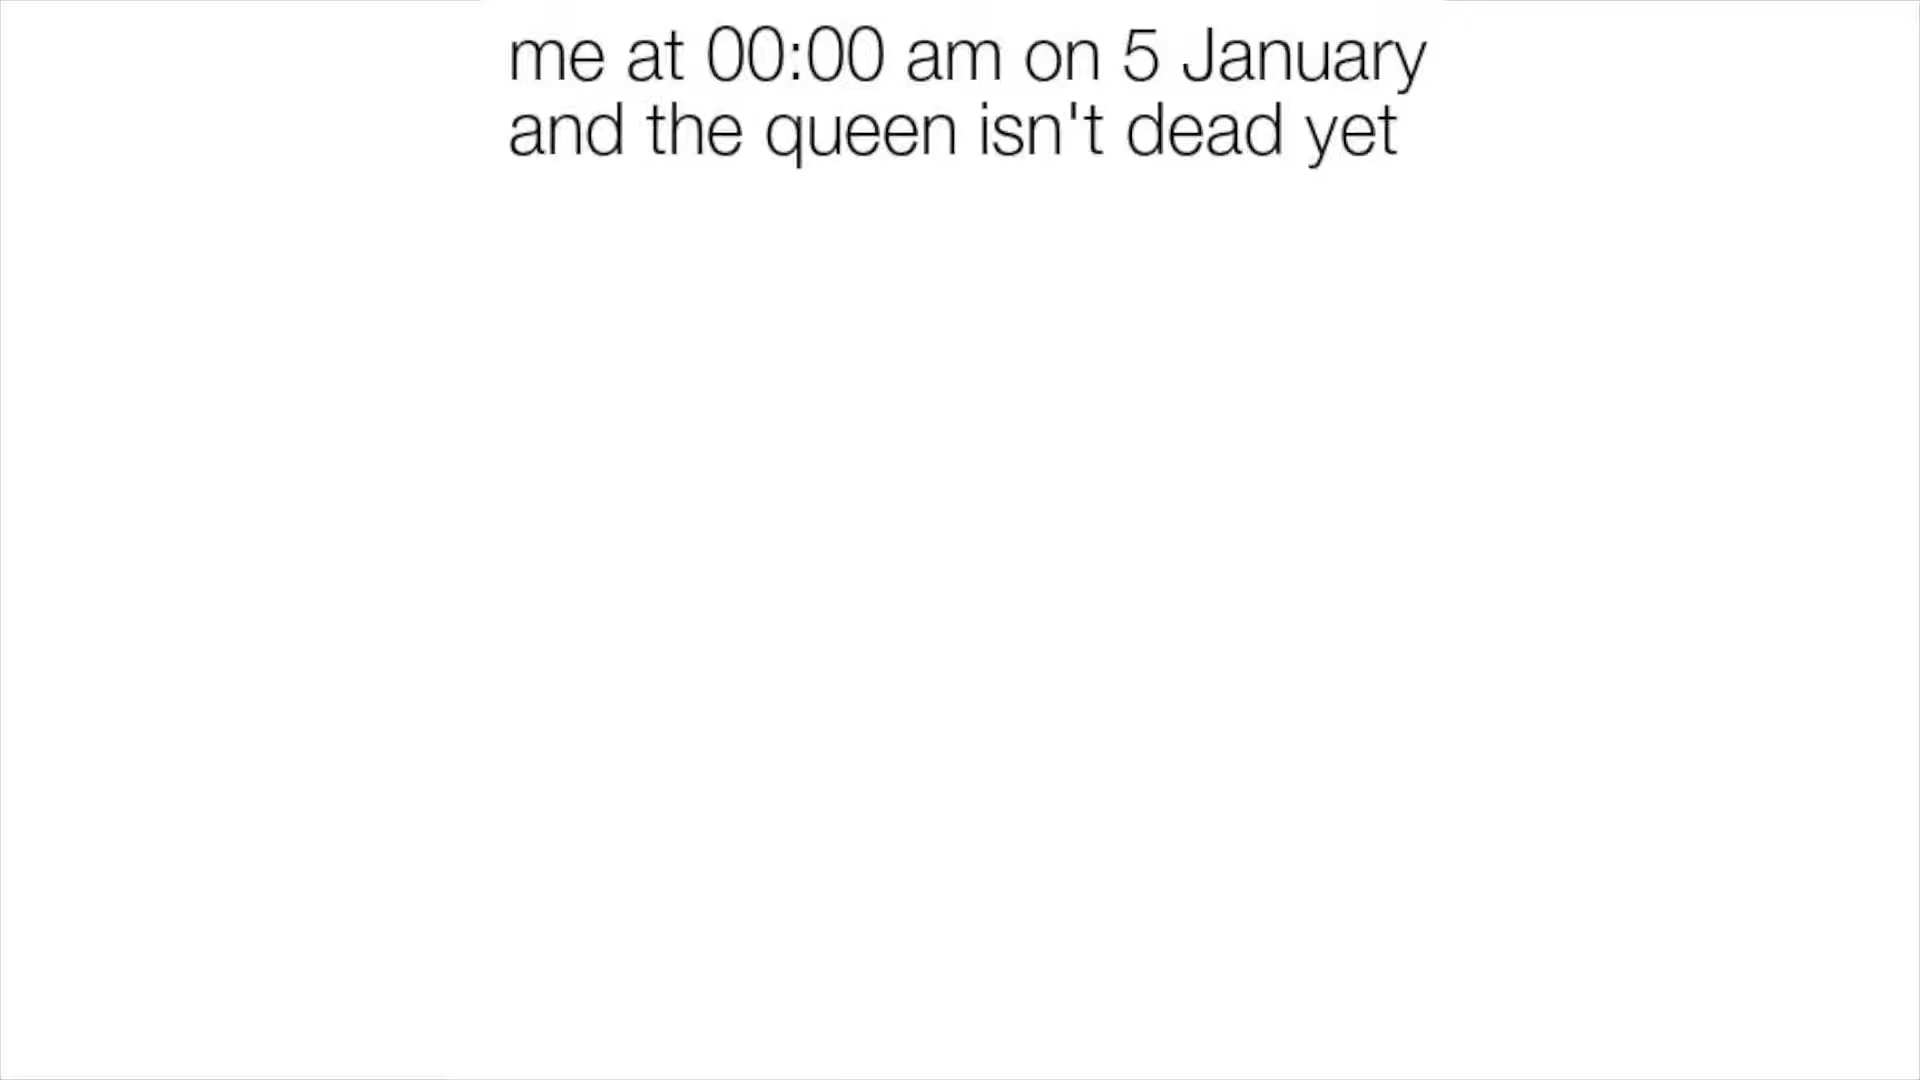 me at 00:00 am on 5 January
and the queen isn't dead yet